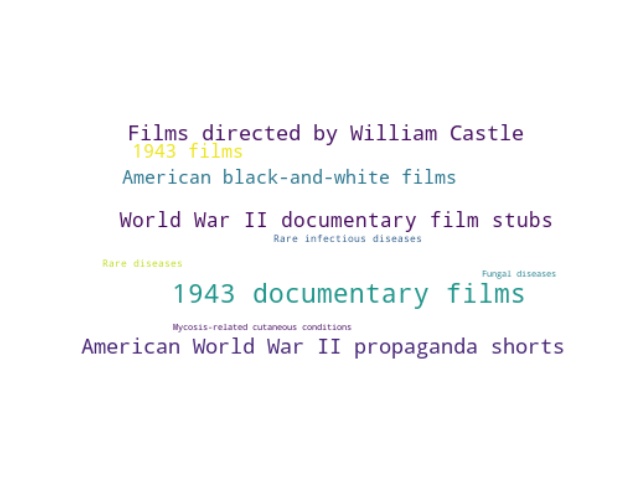 Films directed by William Castle
1943 films
American black-and-white films
World War II documentary film stubs
Rare infectious diseases
Rare diseases
Fungal diseases
1943 documentary films
Mycosis-related cutaneous conditions
American World War II propaganda shorts